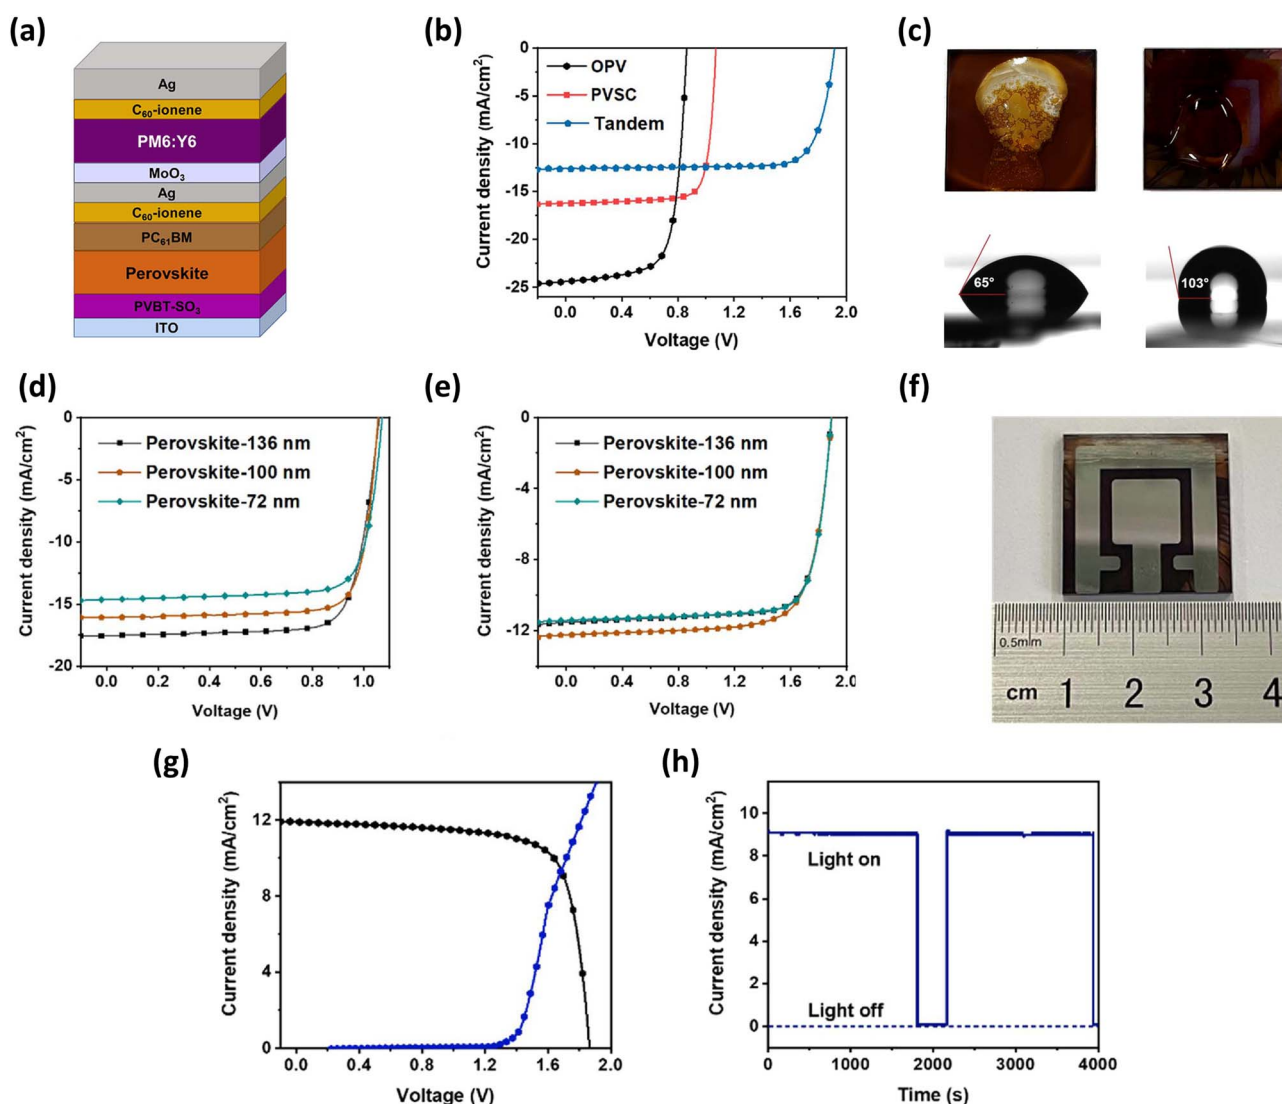 (a)
Ag
C60-ionene
PM6:Y6
MoO3
Ag
C60-ionene
PC61BM
Perovskite
PVBT-SO3
ITO
(b)
Current density (mA/cm2)
0
-5
-10
-15
-20
-25
OPV
PVSC
Tandem
0.0 0.4 0.8 1.2 1.6 2.0
Voltage (V)
(c)
65°
103°
(d)
Current density (mA/cm2)
0
-5
-10
-15
-20
Perovskite-136 nm
Perovskite-100 nm
Perovskite-72 nm
0.0 0.2 0.4 0.6 0.8 1.0
Voltage (V)
(e)
Current density (mA/cm2)
0
-4
-8
-12
Perovskite-136 nm
Perovskite-100 nm
Perovskite-72 nm
0.0 0.4 0.8 1.2 1.6 2.0
Voltage (V)
(f)
0.5mm
cm 1 2 3 4
(g)
Current density (mA/cm2)
12
8
4
0
0.0 0.4 0.8 1.2 1.6 2.0
Voltage (V)
(h)
Current density (mA/cm2)
10
8
6
4
2
0
Light on
Light off
0 1000 2000 3000 4000
Time (s)